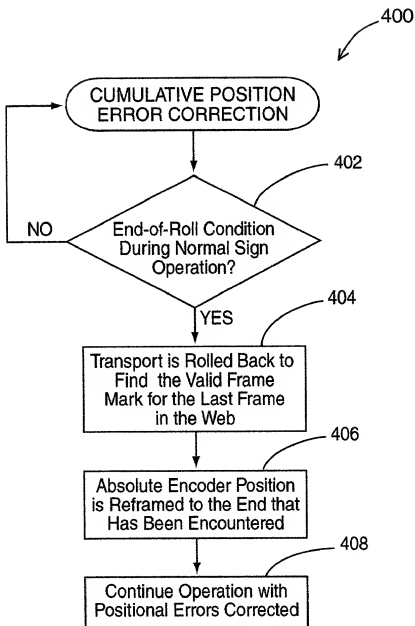 400
CUMULATIVE POSITION
ERROR CORRECTION
402
NO
End-of-Roll Condition
During Normal Sign
Operation?
YES
404
Transport is Rolled Back to
Find the Valid Frame
Mark for the Last Frame
in the Web
406
Absolute Encoder Position
is Reframed to the End that
Has Been Encountered
408
Continue Operation with
Positional Errors Corrected